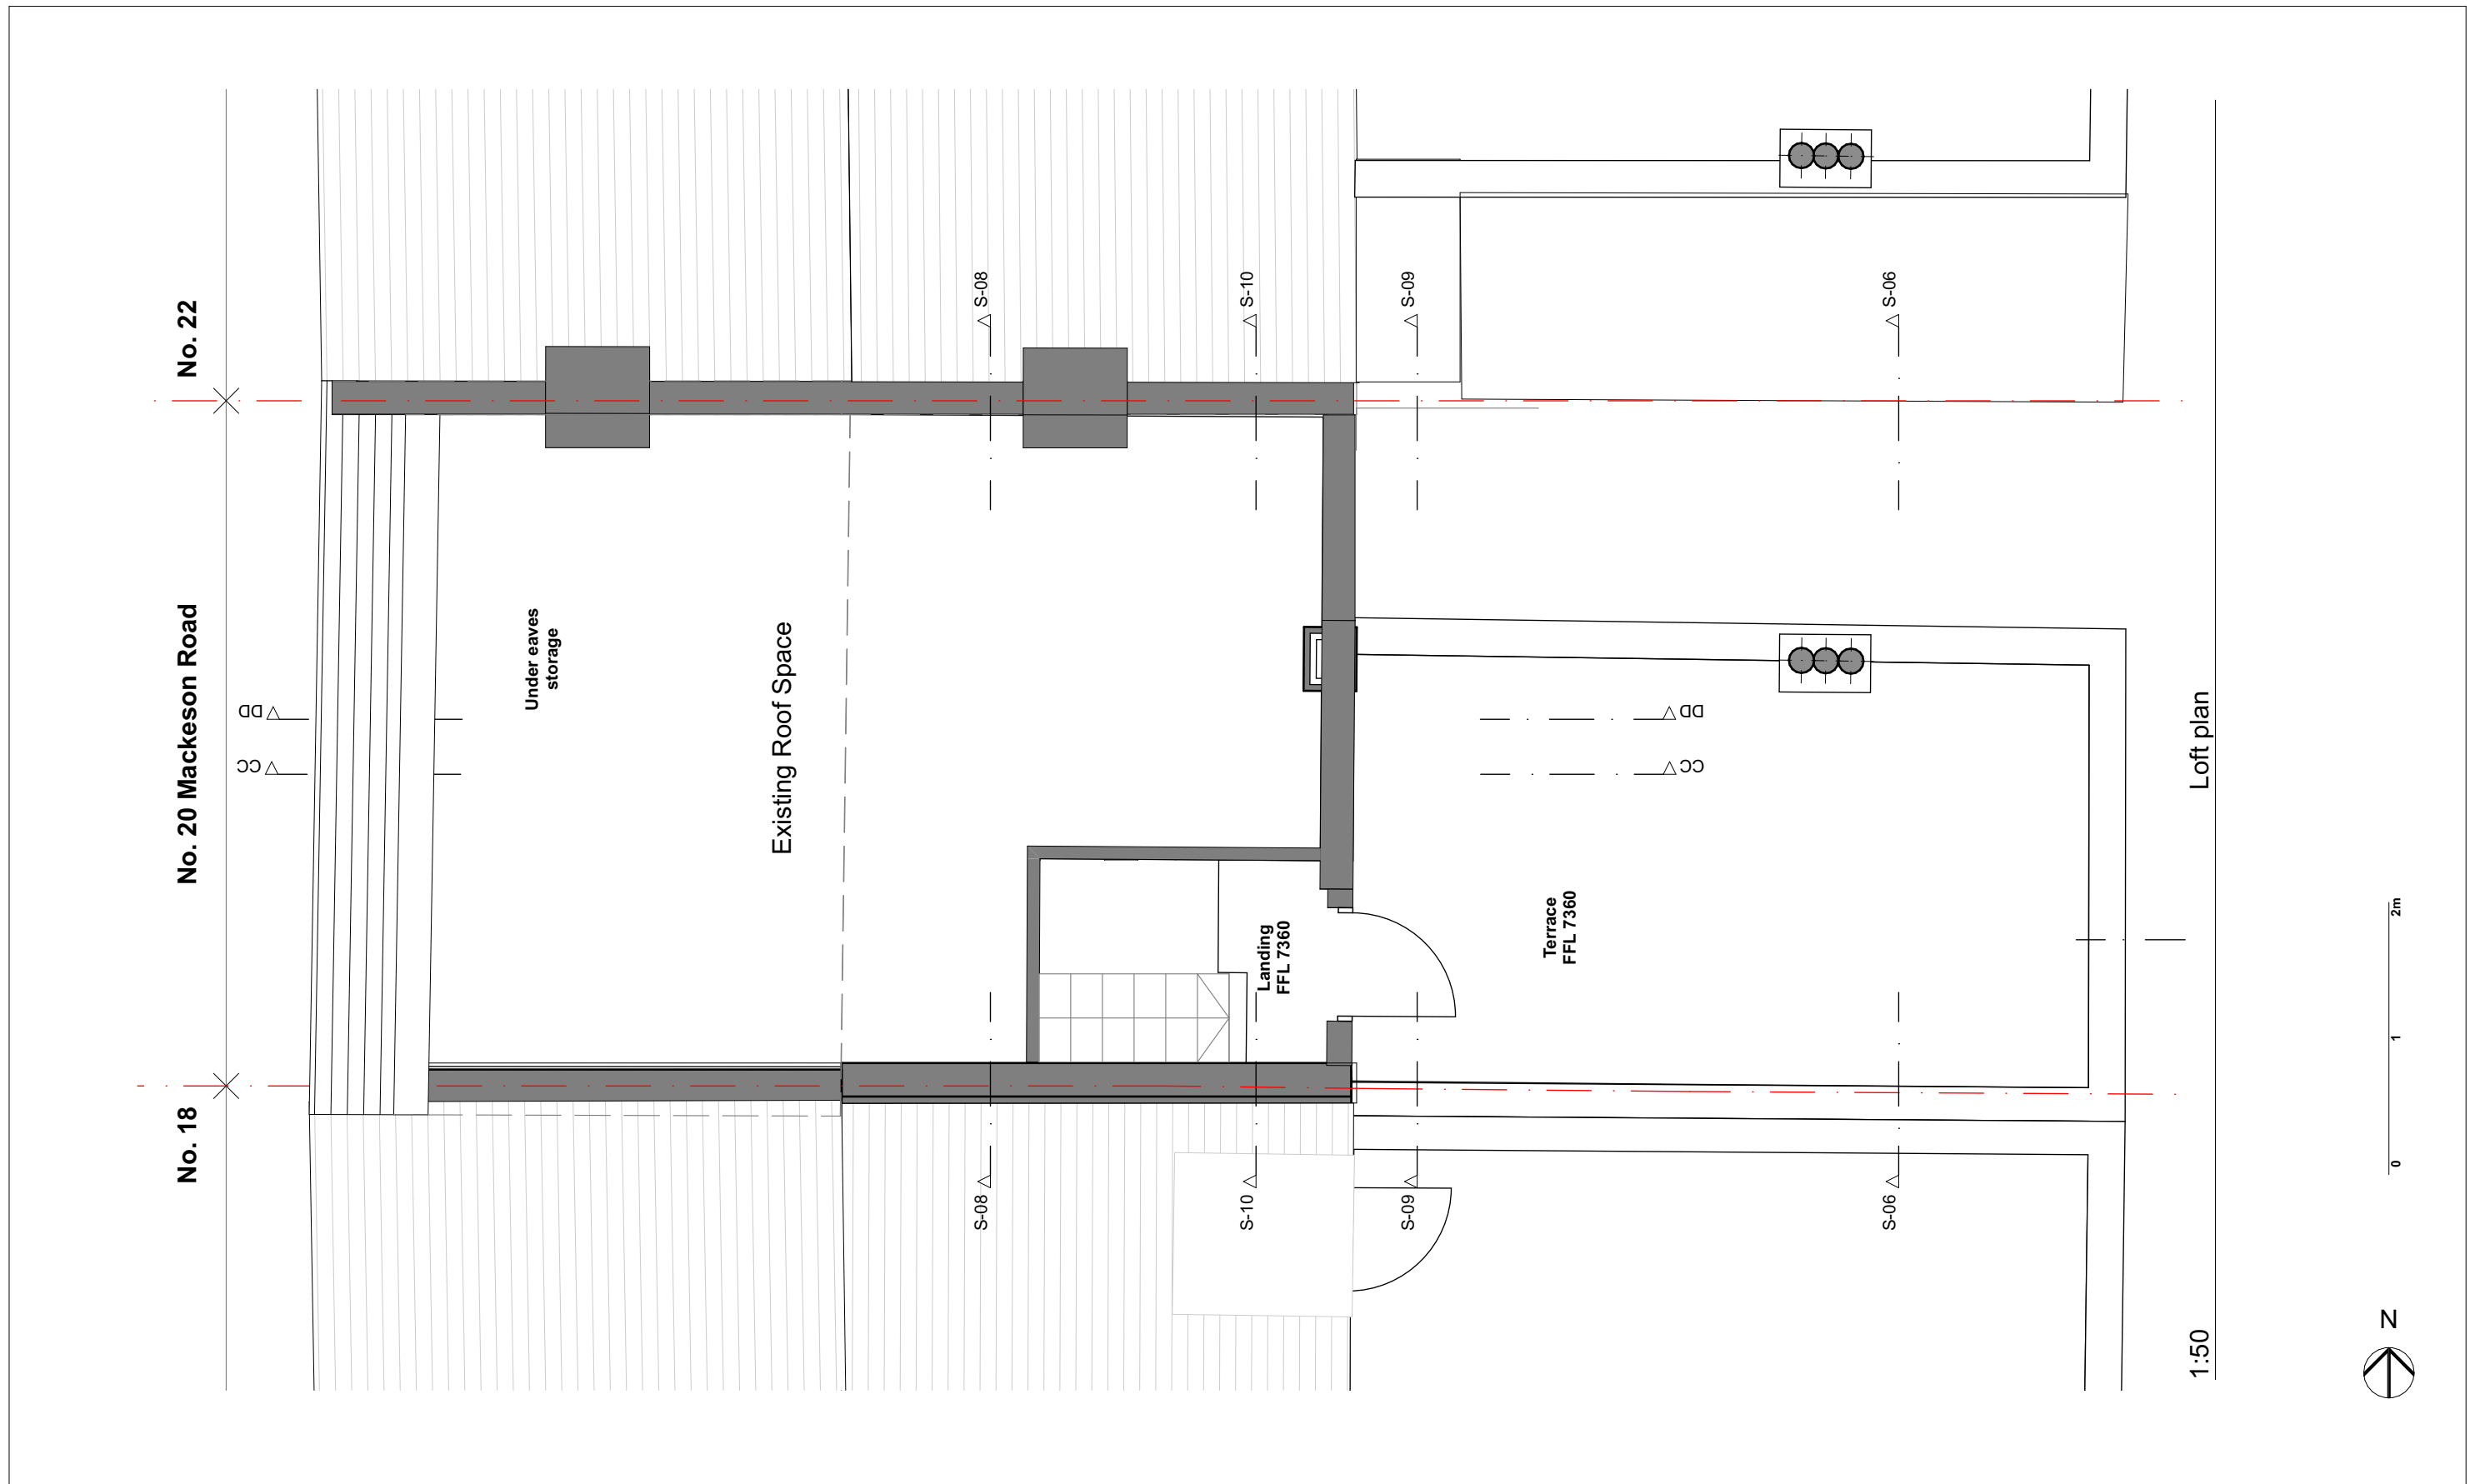 No. 18
No. 20 Mackeson Road
No. 22
CC
DD
Under eaves
storage
Existing Roof Space
S-08
S-08
S-10
S-10
Landing
FFL 7360
S-09
S-09
Terrace
FFL 7360
CC
DD
S-06
S-06
1:50
Loft plan
N
0
1
2m